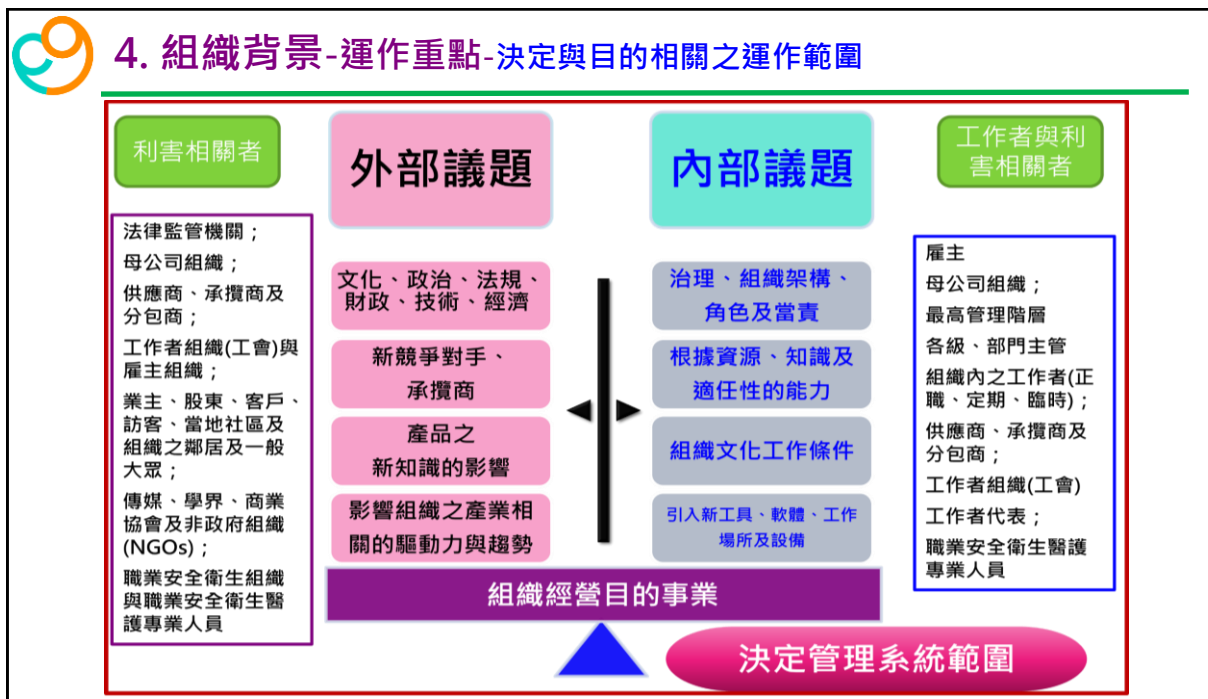 4. 組織背景-運作重點-決定與目的相關之運作範圍
利害相關者
法律監管機關；
母公司組織；
供應商、承攬商及
分包商；
工作者組織(工會)與
雇主組織；
業主、股東、客戶、
訪客、當地社區及
組織之鄰居及一般
大眾；
傳媒、學界、商業
協會及非政府組織
(NGOs)；
職業安全衛生組織
與職業安全衛生醫
護專業人員
外部議題
文化、政治、法規、
財政、技術、經濟
新競爭對手、
承攬商
產品之
新知識的影響
影響組織之產業相
關的驅動力與趨勢
內部議題
治理、組織架構、
角色及當責
根據資源、知識及
適任性的能力
組織文化工作條件
引入新工具、軟體、工作
場所及設備
工作者與利
害相關者
雇主
母公司組織；
最高管理階層
各級、部門主管
組織內之工作者(正
職、定期、臨時)；
供應商、承攬商及
分包商；
工作者組織(工會)
工作者代表；
職業安全衛生醫護
專業人員
組織經營目的事業
決定管理系統範圍